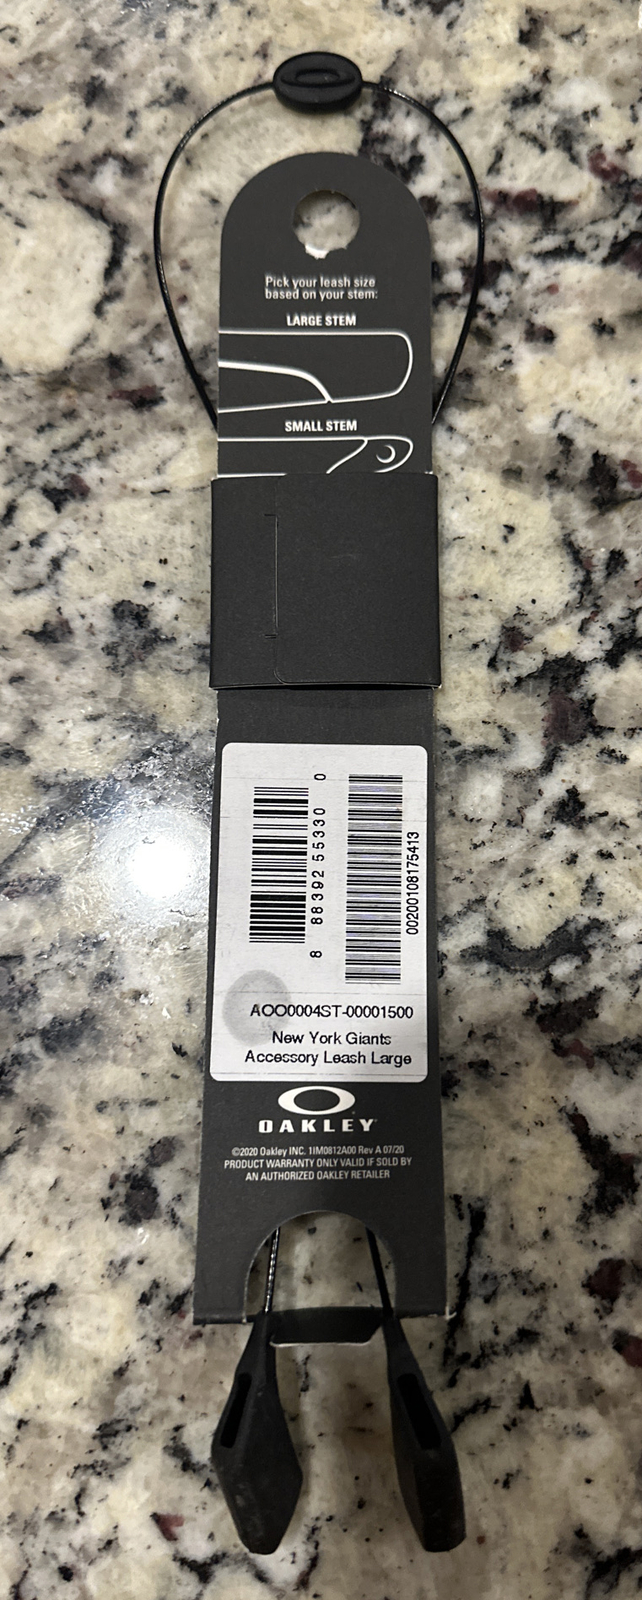 Pick your leash size
based on your stem:
LARGE STEM
SMALL STEM
8 88392 55330 0
00200108175413
AOO0004ST-00001500
New York Giants
Accessory Leash Large
OAKLEY
©2020 Oakley INC. 1IM0812A00 Rev A 07/20
PRODUCT WARRANTY ONLY VALID IF SOLD BY
AN AUTHORIZED OAKLEY RETAILER